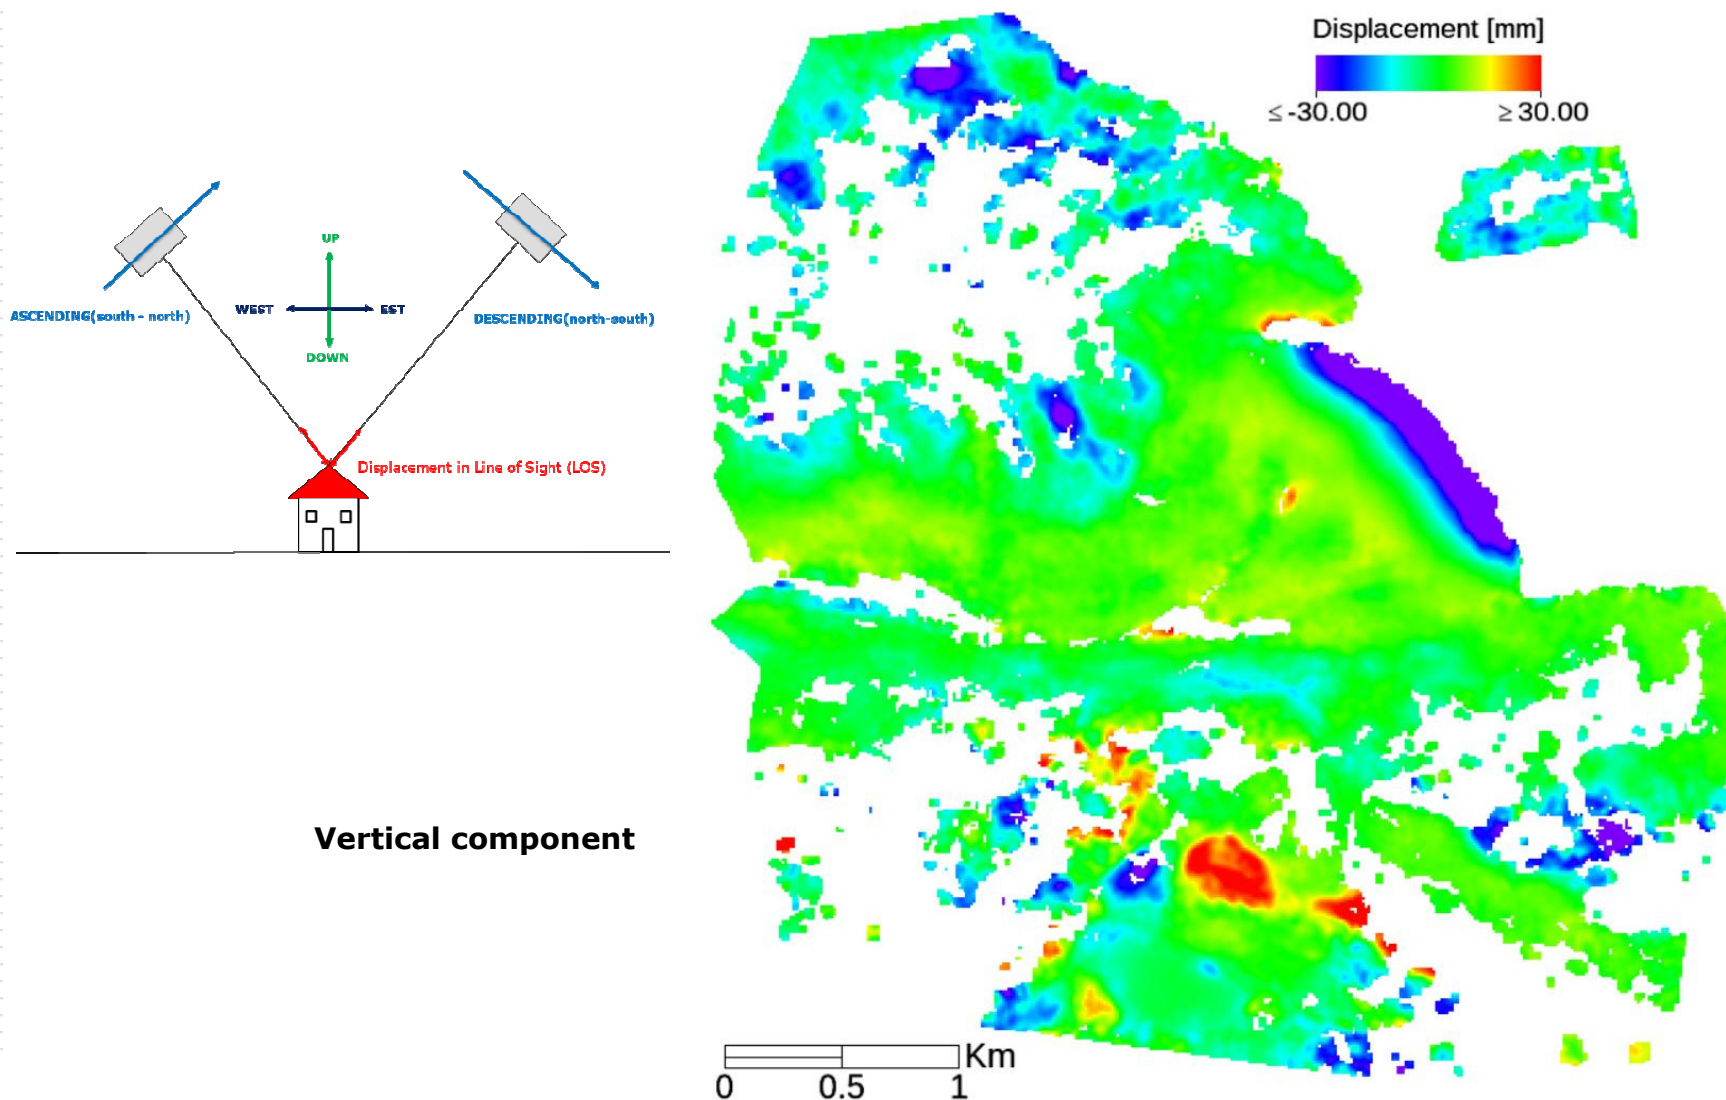 Displacement [mm]
≤ -30.00
≥ 30.00
UP
WEST
EST
DOWN
ASCENDING(south - north)
DESCENDING(north-south)
Displacement in Line of Sight (LOS)
Vertical component
Km
0
0.5
1